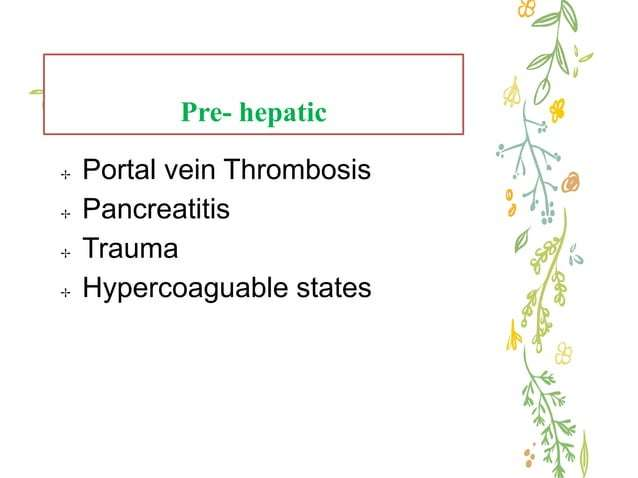 Pre- hepatic
Portal vein Thrombosis
Pancreatitis
Trauma
Hypercoaguable states